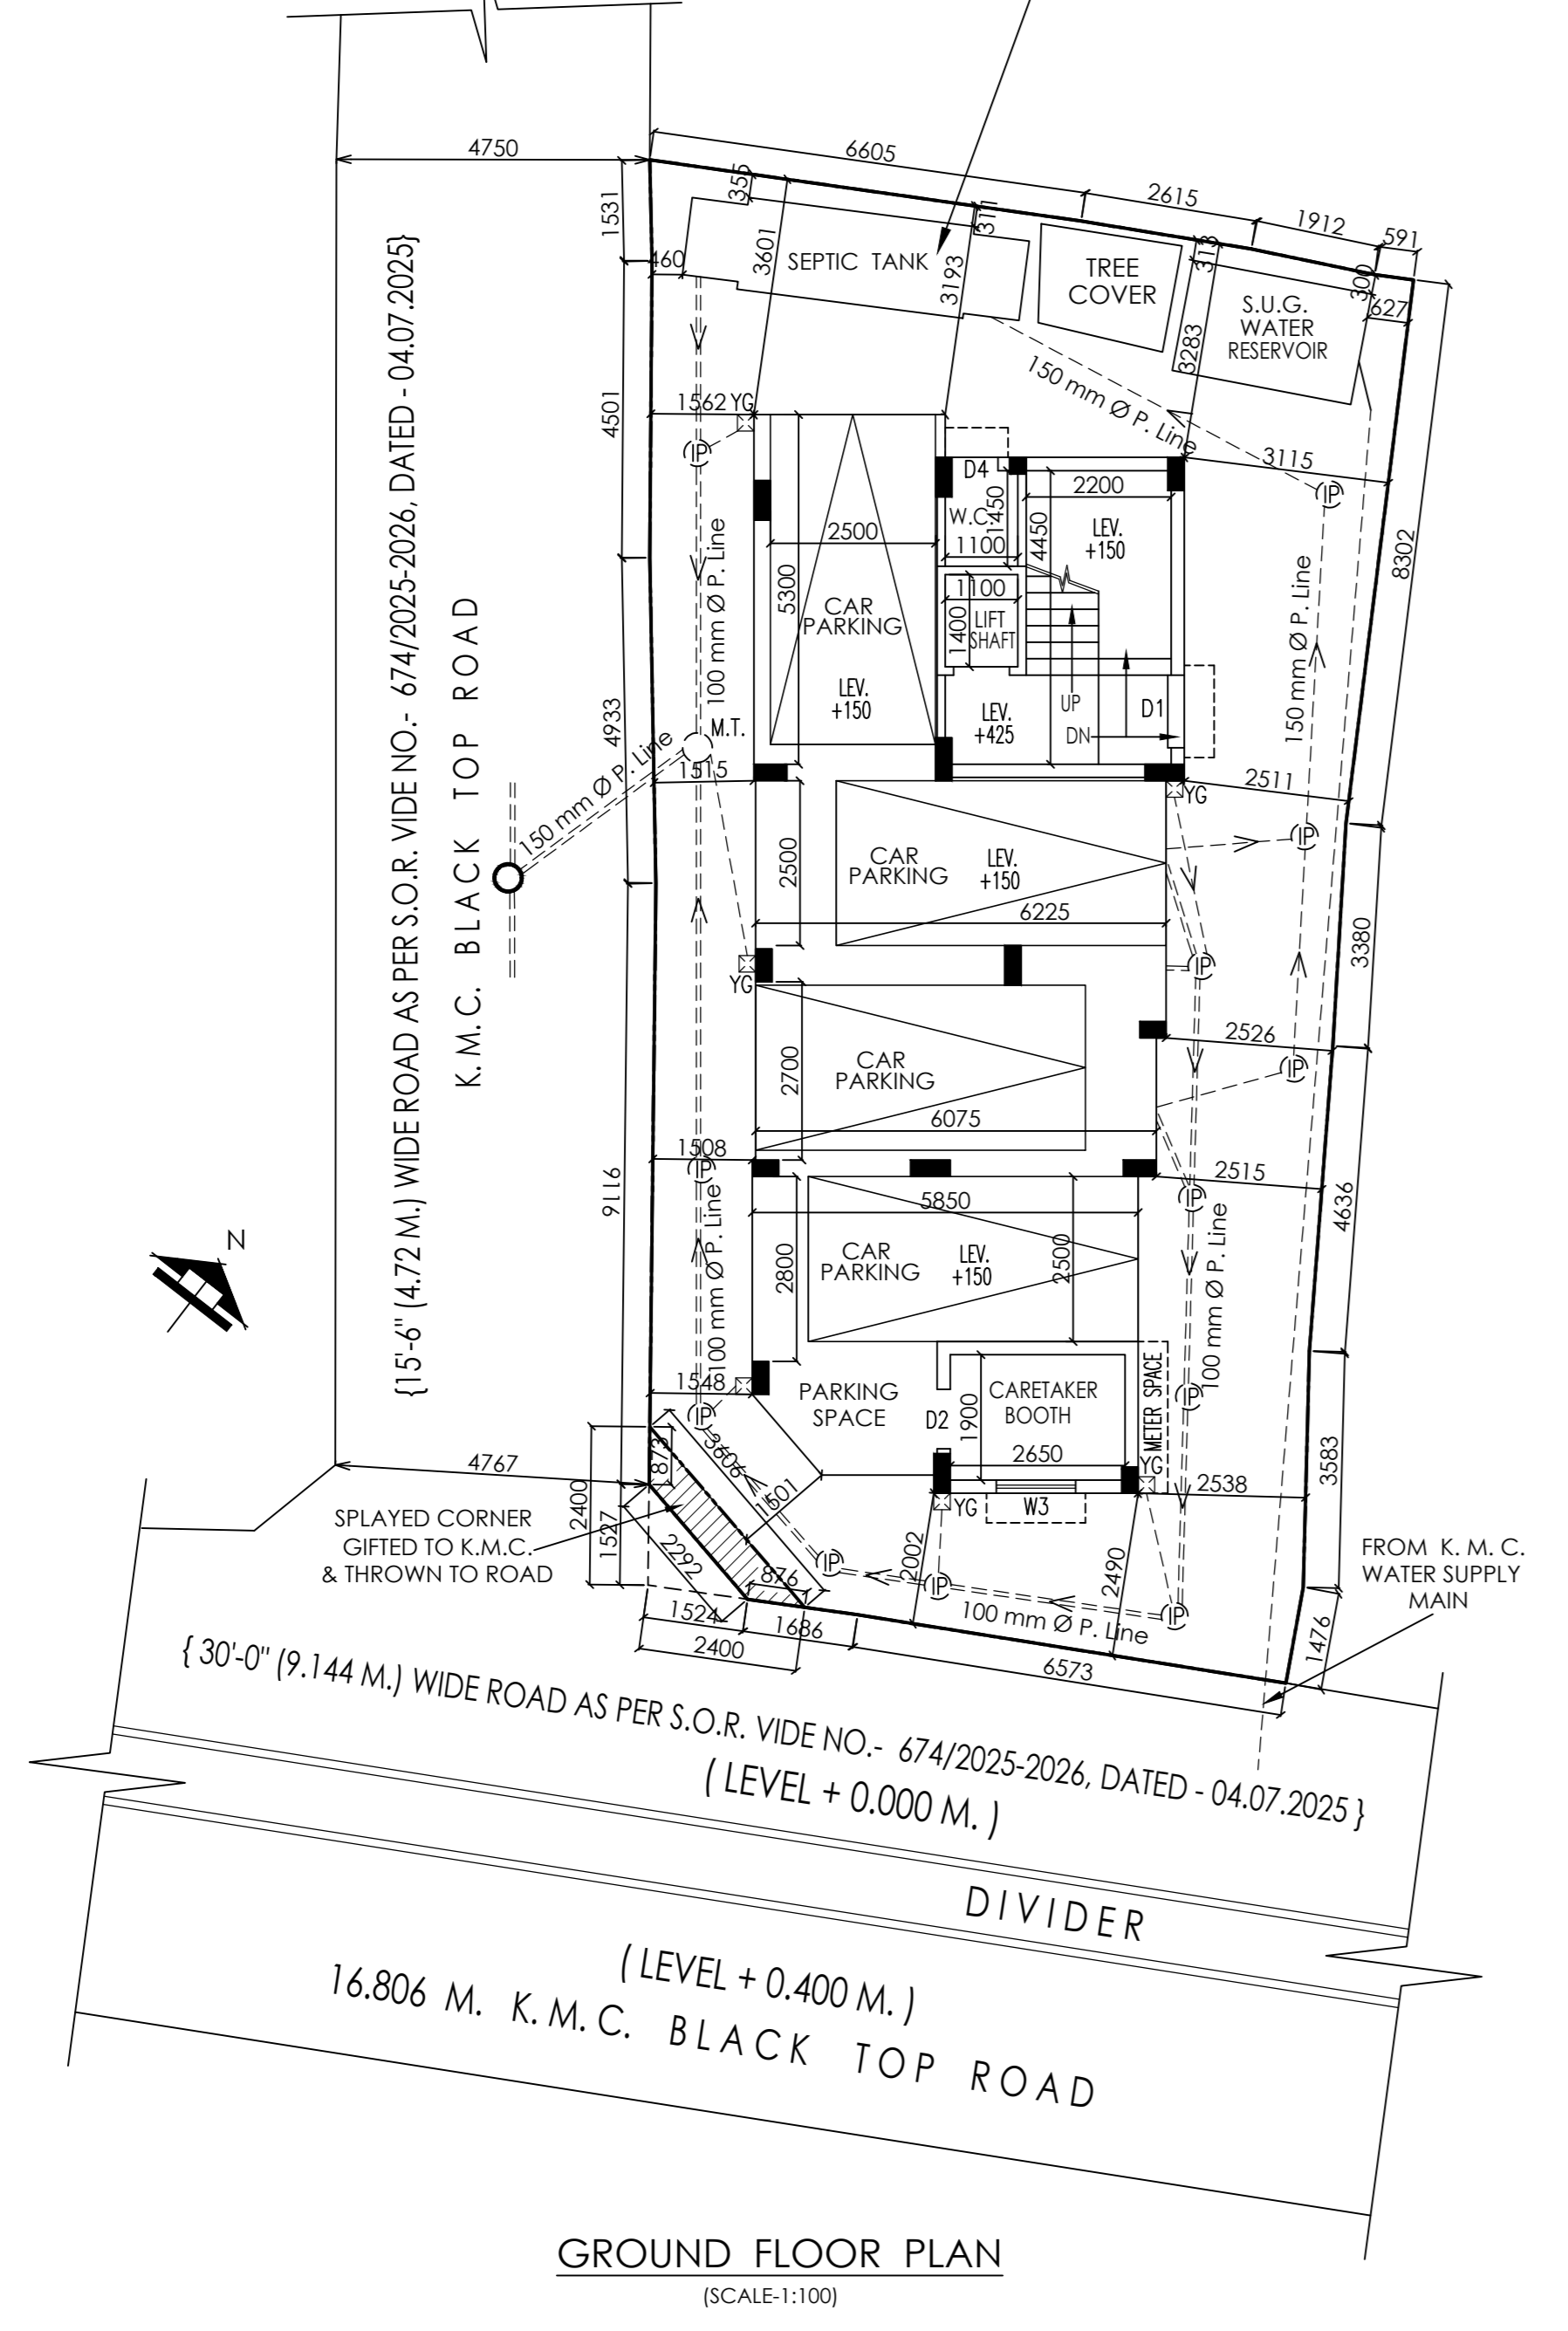 6605
2615
1912
591
4750
1531
355
3601
311
3193
313
300
627
460
SEPTIC TANK
TREE
COVER
S.U.G.
WATER
RESERVOIR
3283
150 mm Ø P. Line
{15'-6" (4.72 M.) WIDE ROAD AS PER S.O.R. VIDE NO.- 674/2025-2026, DATED - 04.07.2025}
K.M.C. BLACK TOP ROAD
4501
1562
YG
IP
D4
W.C.
1450
1100
4450
2200
LEV.
+150
3115
IP
8302
2500
5300
CAR
PARKING
LEV.
+150
100 mm Ø P. Line
1100
1400
LIFT
SHAFT
150 mm Ø P. Line
4933
M.T.
LEV.
+425
UP
DN
D1
150 mm Ø P. Line
1515
2511
YG
2500
CAR
PARKING
LEV.
+150
IP
6225
3380
YG
IP
2526
2700
CAR
PARKING
IP
6075
1508
IP
2515
9116
5850
IP
4636
100 mm Ø P. Line
2800
CAR
PARKING
LEV.
+150
2500
100 mm Ø P. Line
N
1548
PARKING
SPACE
D2
1900
CARETAKER
BOOTH
2650
METER SPACE
IP
YG
IP
3606
873
4767
2400
1527
1501
2292
YG
W3
2538
3583
SPLAYED CORNER
GIFTED TO K.M.C.
& THROWN TO ROAD
876
IP
2002
IP
2490
IP
100 mm Ø P. Line
FROM K. M. C.
WATER SUPPLY
MAIN
1524
1686
2400
6573
1476
{ 30'-0" (9.144 M.) WIDE ROAD AS PER S.O.R. VIDE NO.- 674/2025-2026, DATED - 04.07.2025 }
( LEVEL + 0.000 M. )
DIVIDER
( LEVEL + 0.400 M. )
16.806 M. K.M.C. BLACK TOP ROAD
GROUND FLOOR PLAN
(SCALE-1:100)